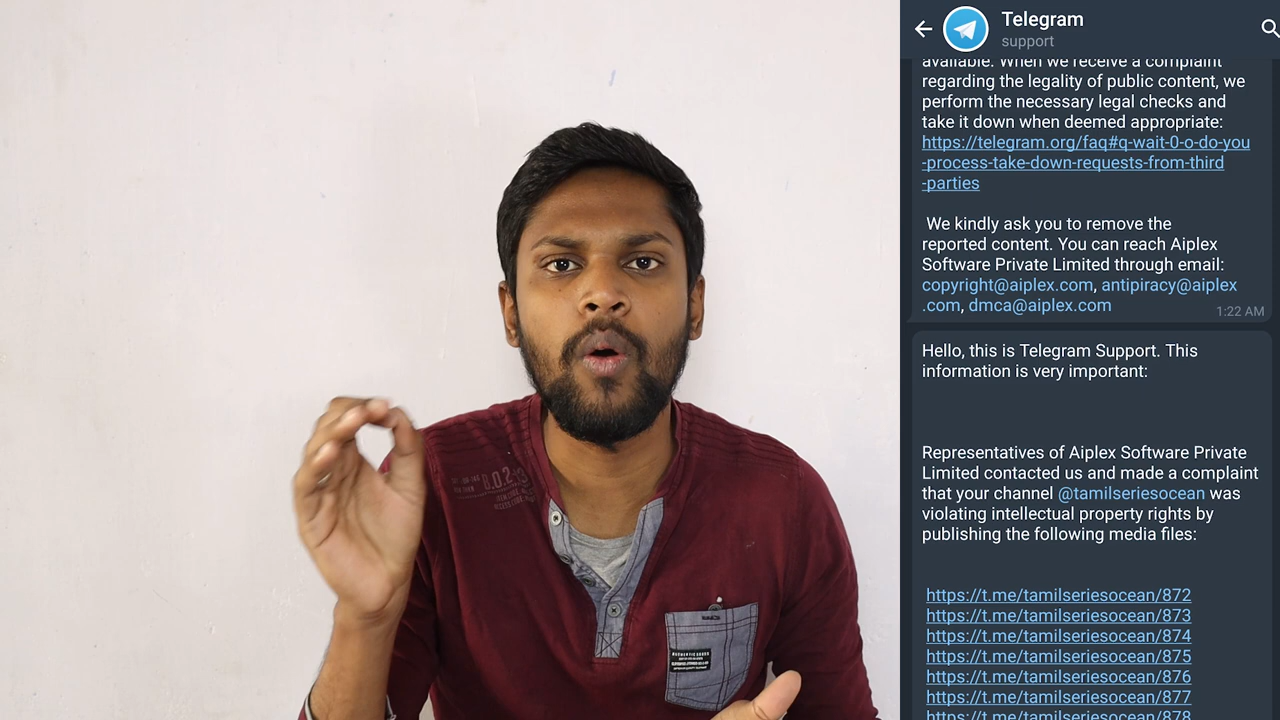 Telegram
support
available. When we receive a complaint
regarding the legality of public content, we
perform the necessary legal checks and
take it down when deemed appropriate:
https://telegram.org/faq#q-wait-0-o-do-you
-process-take-down-requests-from-third
-parties
We kindly ask you to remove the
reported content. You can reach Aiplex
Software Private Limited through email:
copyright@aiplex.com, antipiracy@aiplex
.com, dmca@aiplex.com
1:22 AM
Hello, this is Telegram Support. This
information is very important:
Representatives of Aiplex Software Private
Limited contacted us and made a complaint
that your channel @tamilseriesocean was
violating intellectual property rights by
publishing the following media files:
https://t.me/tamilseriesocean/872
https://t.me/tamilseriesocean/873
https://t.me/tamilseriesocean/874
https://t.me/tamilseriesocean/875
https://t.me/tamilseriesocean/876
https://t.me/tamilseriesocean/877
https://t.me/tamilseriesocean/878